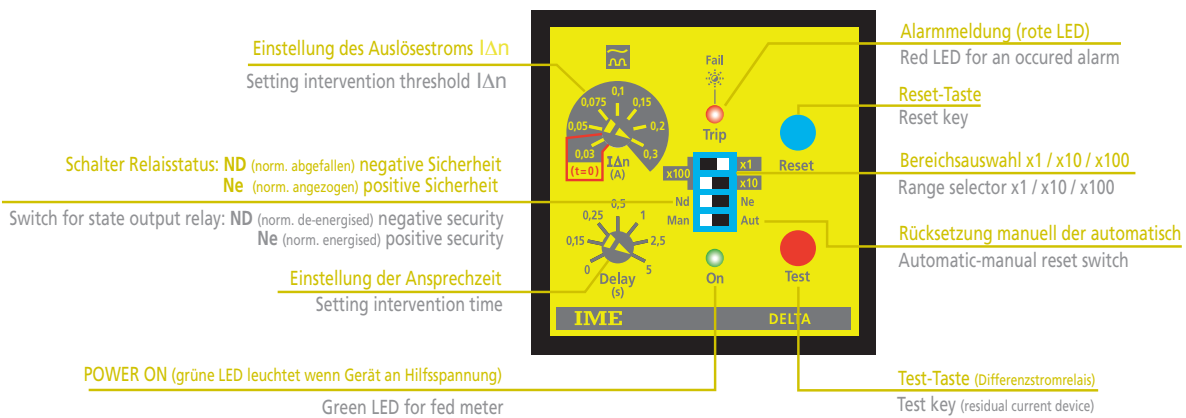 Einstellung des Auslösestroms I∆n
Setting intervention threshold I∆n
Schalter Relaisstatus: ND (norm. abgefallen) negative Sicherheit
Ne (norm. angezogen) positive Sicherheit
Switch for state output relay: ND (norm. de-energised) negative security
Ne (norm. energised) positive security
Einstellung der Ansprechzeit
Setting intervention time
POWER ON (grüne LED leuchtet wenn Gerät an Hilfsspannung)
Green LED for fed meter
0,03
0,05
0,075
0,1
0,15
0,2
0,3
(t=0)
I∆n
(A)
0
0,15
0,25
0,5
1
2,5
5
Delay
(s)
Fail
Trip
x1
x100
x10
Nd
Ne
Man
Aut
On
Reset
Test
IME
DELTA
Alarmmeldung (rote LED)
Red LED for an occured alarm
Reset-Taste
Reset key
Bereichsauswahl x1 / x10 / x100
Range selector x1 / x10 / x100
Rücksetzung manuell der automatisch
Automatic-manual reset switch
Test-Taste (Differenzstromrelais)
Test key (residual current device)